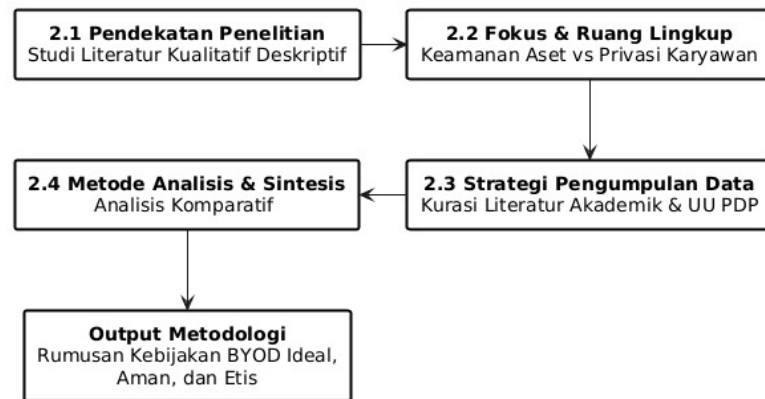 2.1 Pendekatan Penelitian
Studi Literatur Kualitatif Deskriptif
2.2 Fokus & Ruang Lingkup
Keamanan Aset vs Privasi Karyawan
2.3 Strategi Pengumpulan Data
Kurasi Literatur Akademik & UU PDP
2.4 Metode Analisis & Sintesis
Analisis Komparatif
Output Metodologi
Rumusan Kebijakan BYOD Ideal,
Aman, dan Etis